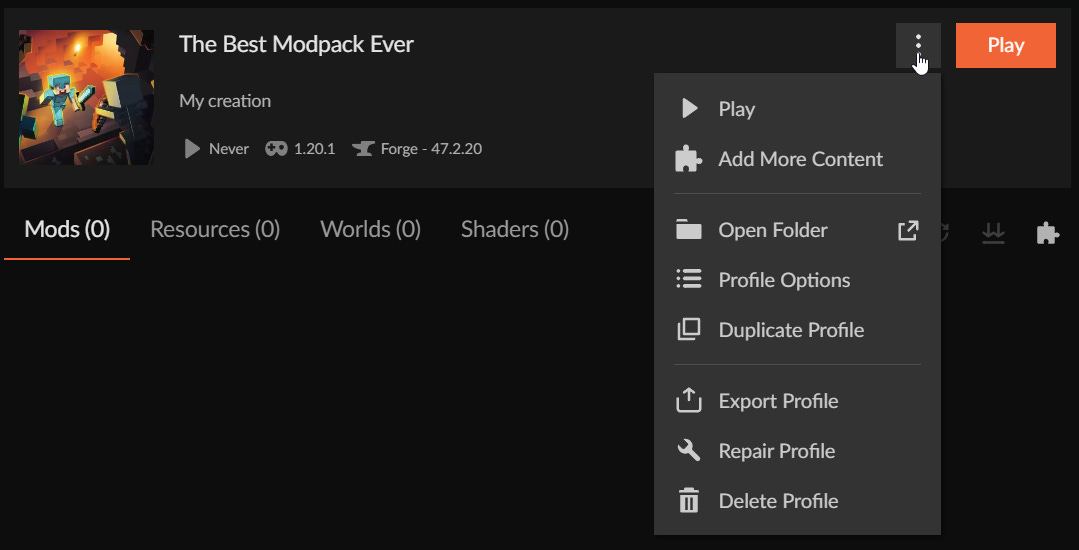 The Best Modpack Ever
Play
My creation
Never 1.20.1 Forge - 47.2.20
Mods (0) Resources (0) Worlds (0) Shaders (0)
Play
Add More Content
Open Folder
Profile Options
Duplicate Profile
Export Profile
Repair Profile
Delete Profile